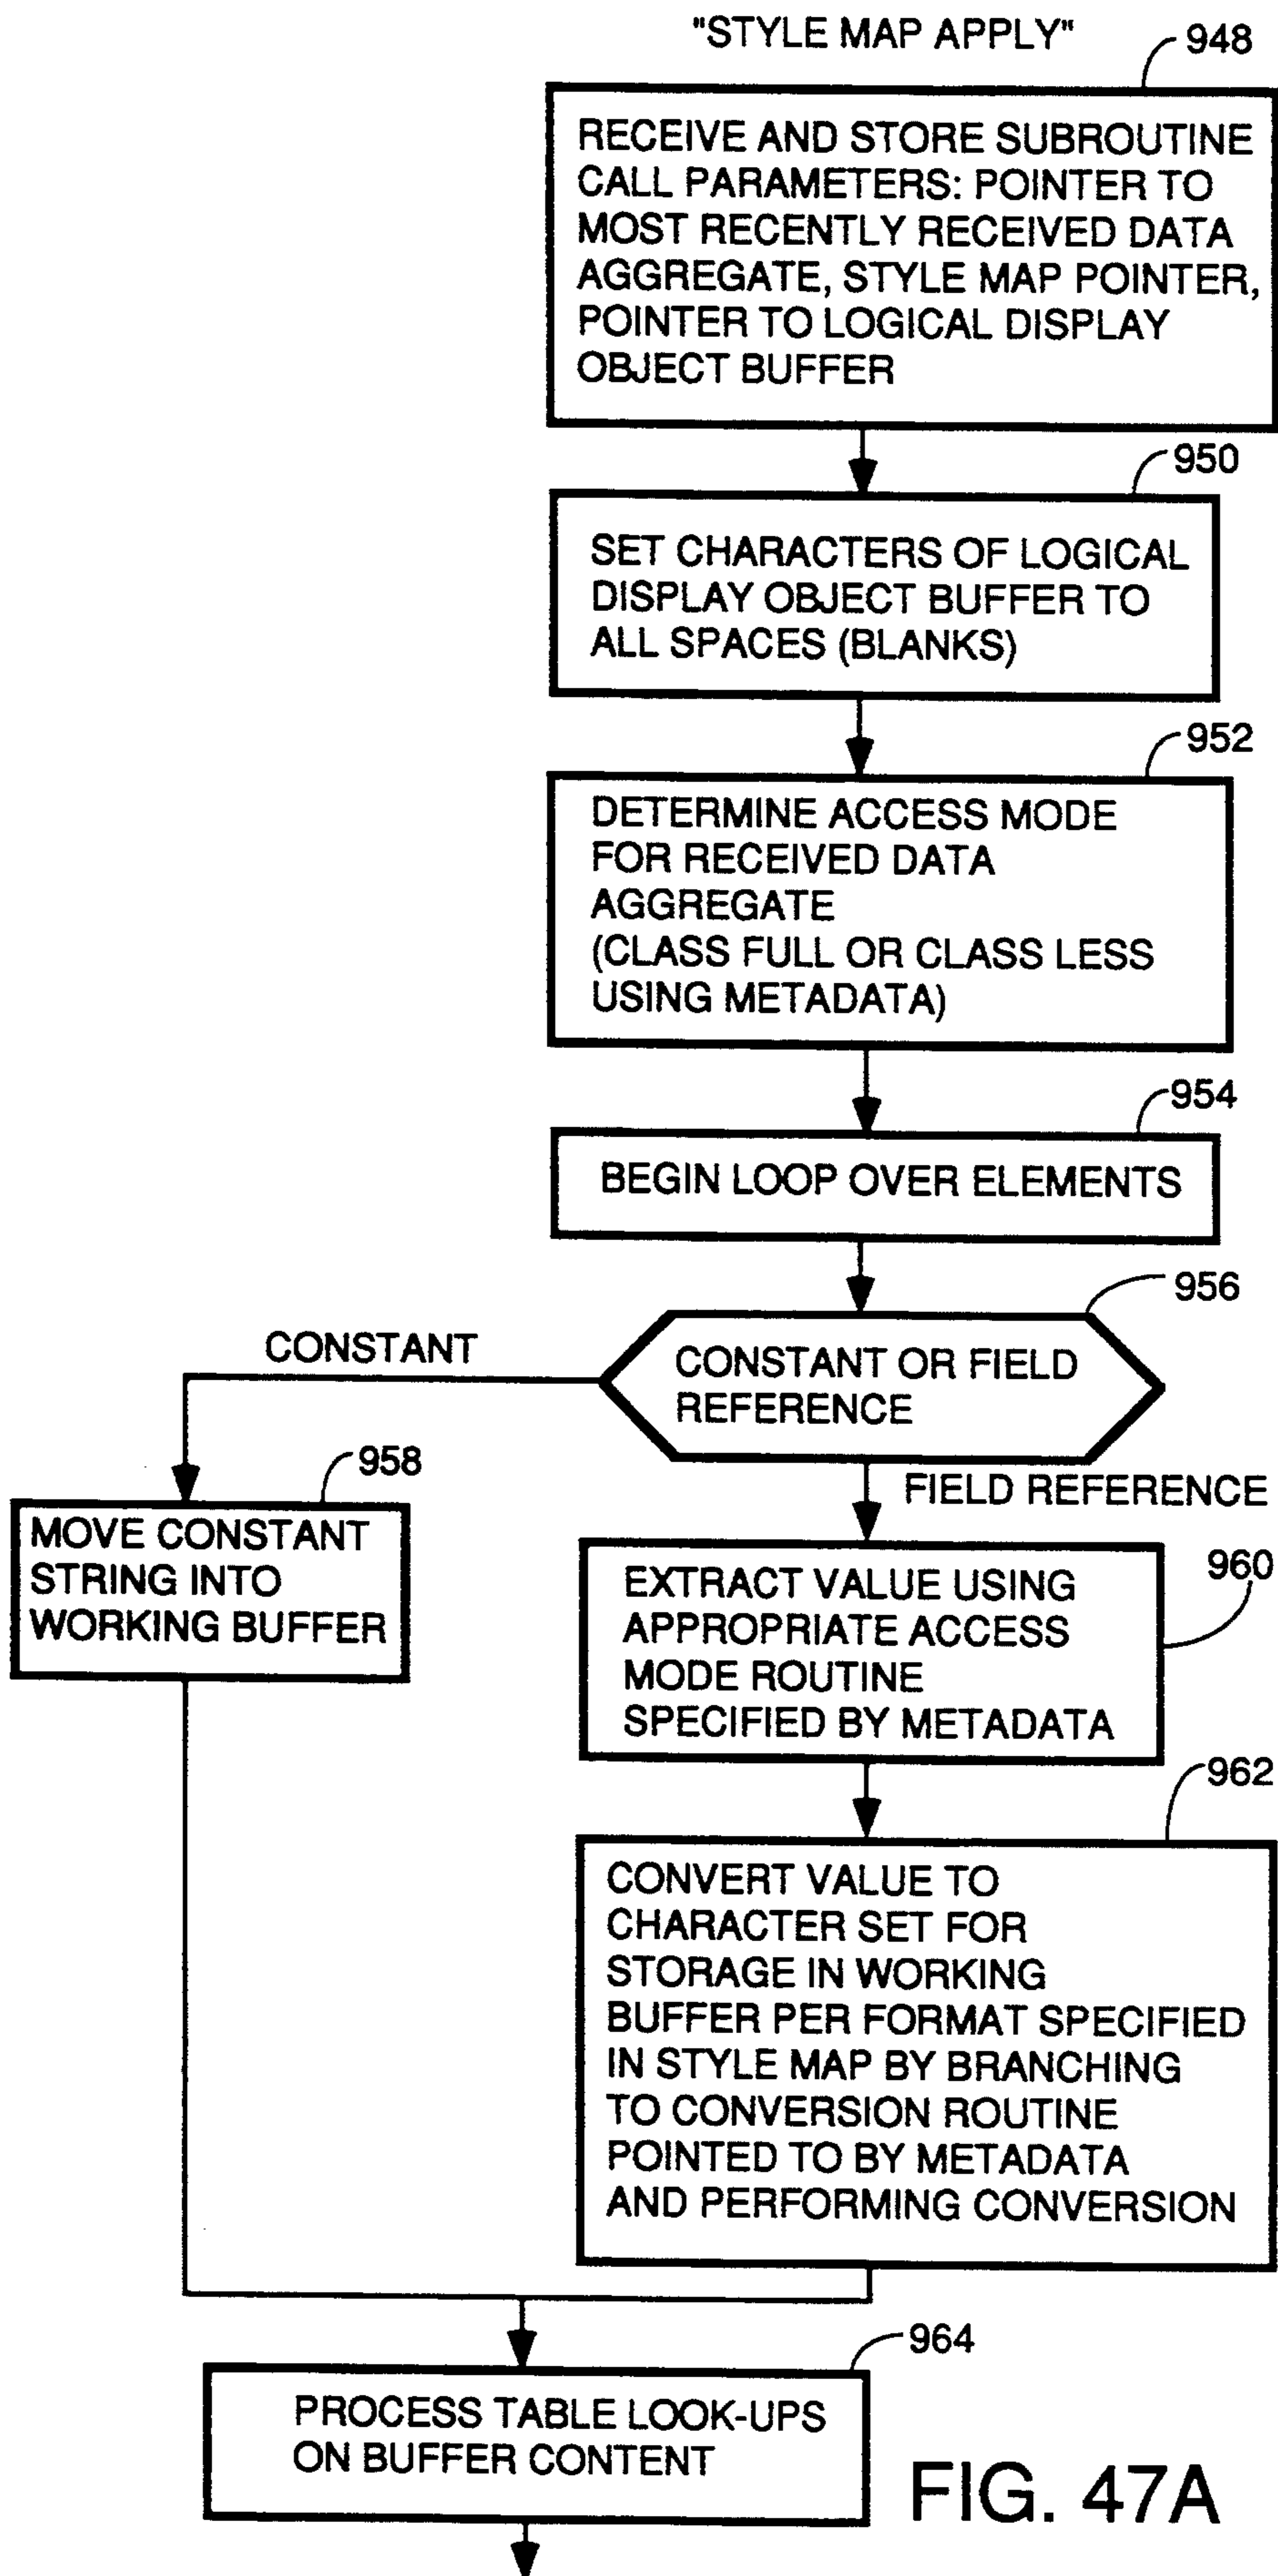 "STYLE MAP APPLY"
948
RECEIVE AND STORE SUBROUTINE
CALL PARAMETERS: POINTER TO
MOST RECENTLY RECEIVED DATA
AGGREGATE, STYLE MAP POINTER,
POINTER TO LOGICAL DISPLAY
OBJECT BUFFER
950
SET CHARACTERS OF LOGICAL
DISPLAY OBJECT BUFFER TO
ALL SPACES (BLANKS)
952
DETERMINE ACCESS MODE
FOR RECEIVED DATA
AGGREGATE
(CLASS FULL OR CLASS LESS
USING METADATA)
954
BEGIN LOOP OVER ELEMENTS
956
CONSTANT OR FIELD
REFERENCE
CONSTANT
958
MOVE CONSTANT
STRING INTO
WORKING BUFFER
FIELD REFERENCE
960
EXTRACT VALUE USING
APPROPRIATE ACCESS
MODE ROUTINE
SPECIFIED BY METADATA
962
CONVERT VALUE TO
CHARACTER SET FOR
STORAGE IN WORKING
BUFFER PER FORMAT SPECIFIED
IN STYLE MAP BY BRANCHING
TO CONVERSION ROUTINE
POINTED TO BY METADATA
AND PERFORMING CONVERSION
964
PROCESS TABLE LOOK-UPS
ON BUFFER CONTENT
FIG. 47A